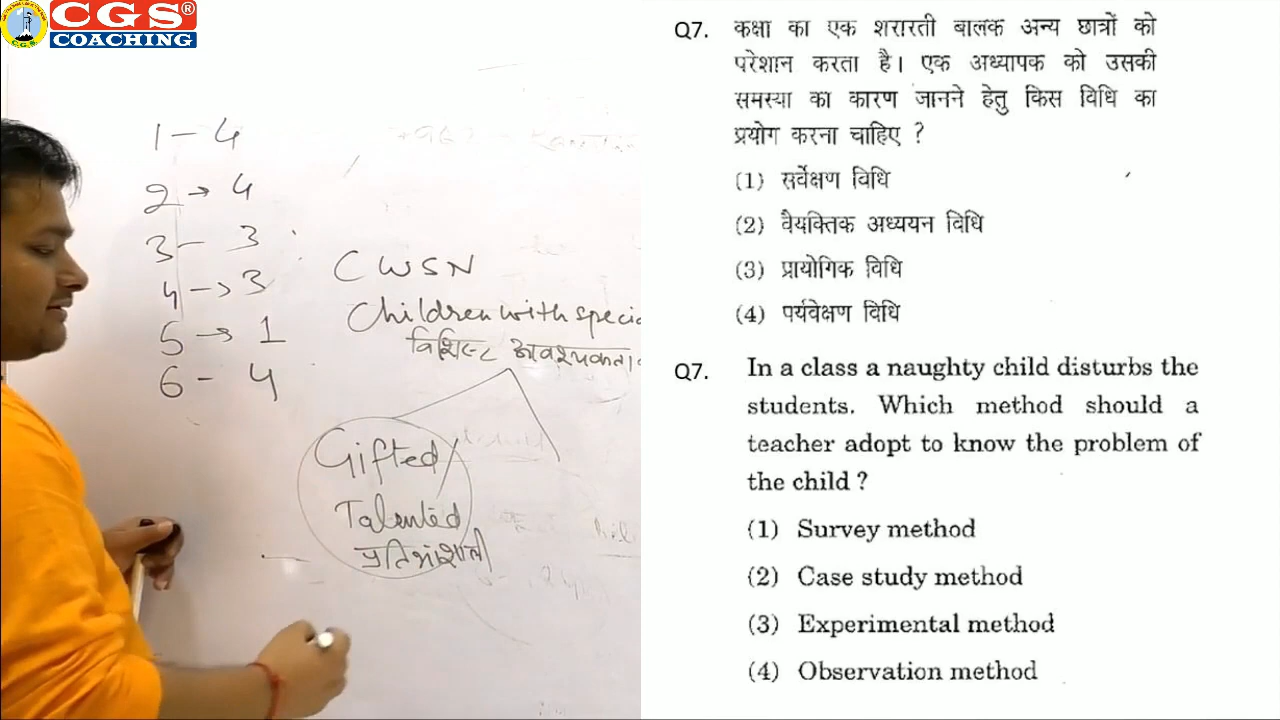 CGS®
COACHING
C.G.S.
1 - 4
2 → 4
3 - 3
4 → 3
5 → 1
6 - 4
CWSN
Children with specia
Gifted/
Talented
Q7. कक्षा का एक शरारती बालक अन्य छात्रों को
परेशान करता है। एक अध्यापक को उसकी
समस्या का कारण जानने हेतु किस विधि का
प्रयोग करना चाहिए ?
(1) सर्वेक्षण विधि
(2) वैयक्तिक अध्ययन विधि
(3) प्रायोगिक विधि
(4) पर्यवेक्षण विधि
Q7. In a class a naughty child disturbs the
students. Which method should a
teacher adopt to know the problem of
the child ?
(1) Survey method
(2) Case study method
(3) Experimental method
(4) Observation method